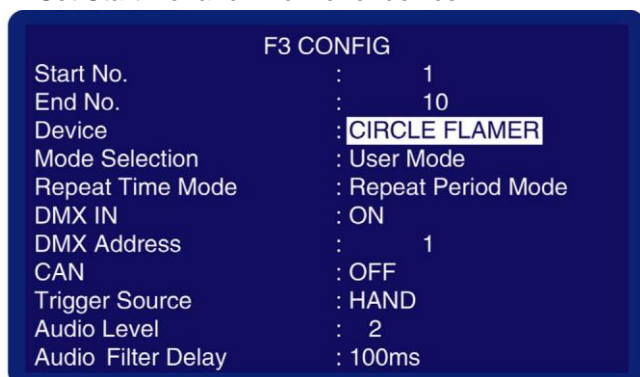 F3 CONFIG
Start No. : 1
End No. : 10
Device : CIRCLE FLAMER
Mode Selection : User Mode
Repeat Time Mode : Repeat Period Mode
DMX IN : ON
DMX Address : 1
CAN : OFF
Trigger Source : HAND
Audio Level : 2
Audio Filter Delay : 100ms